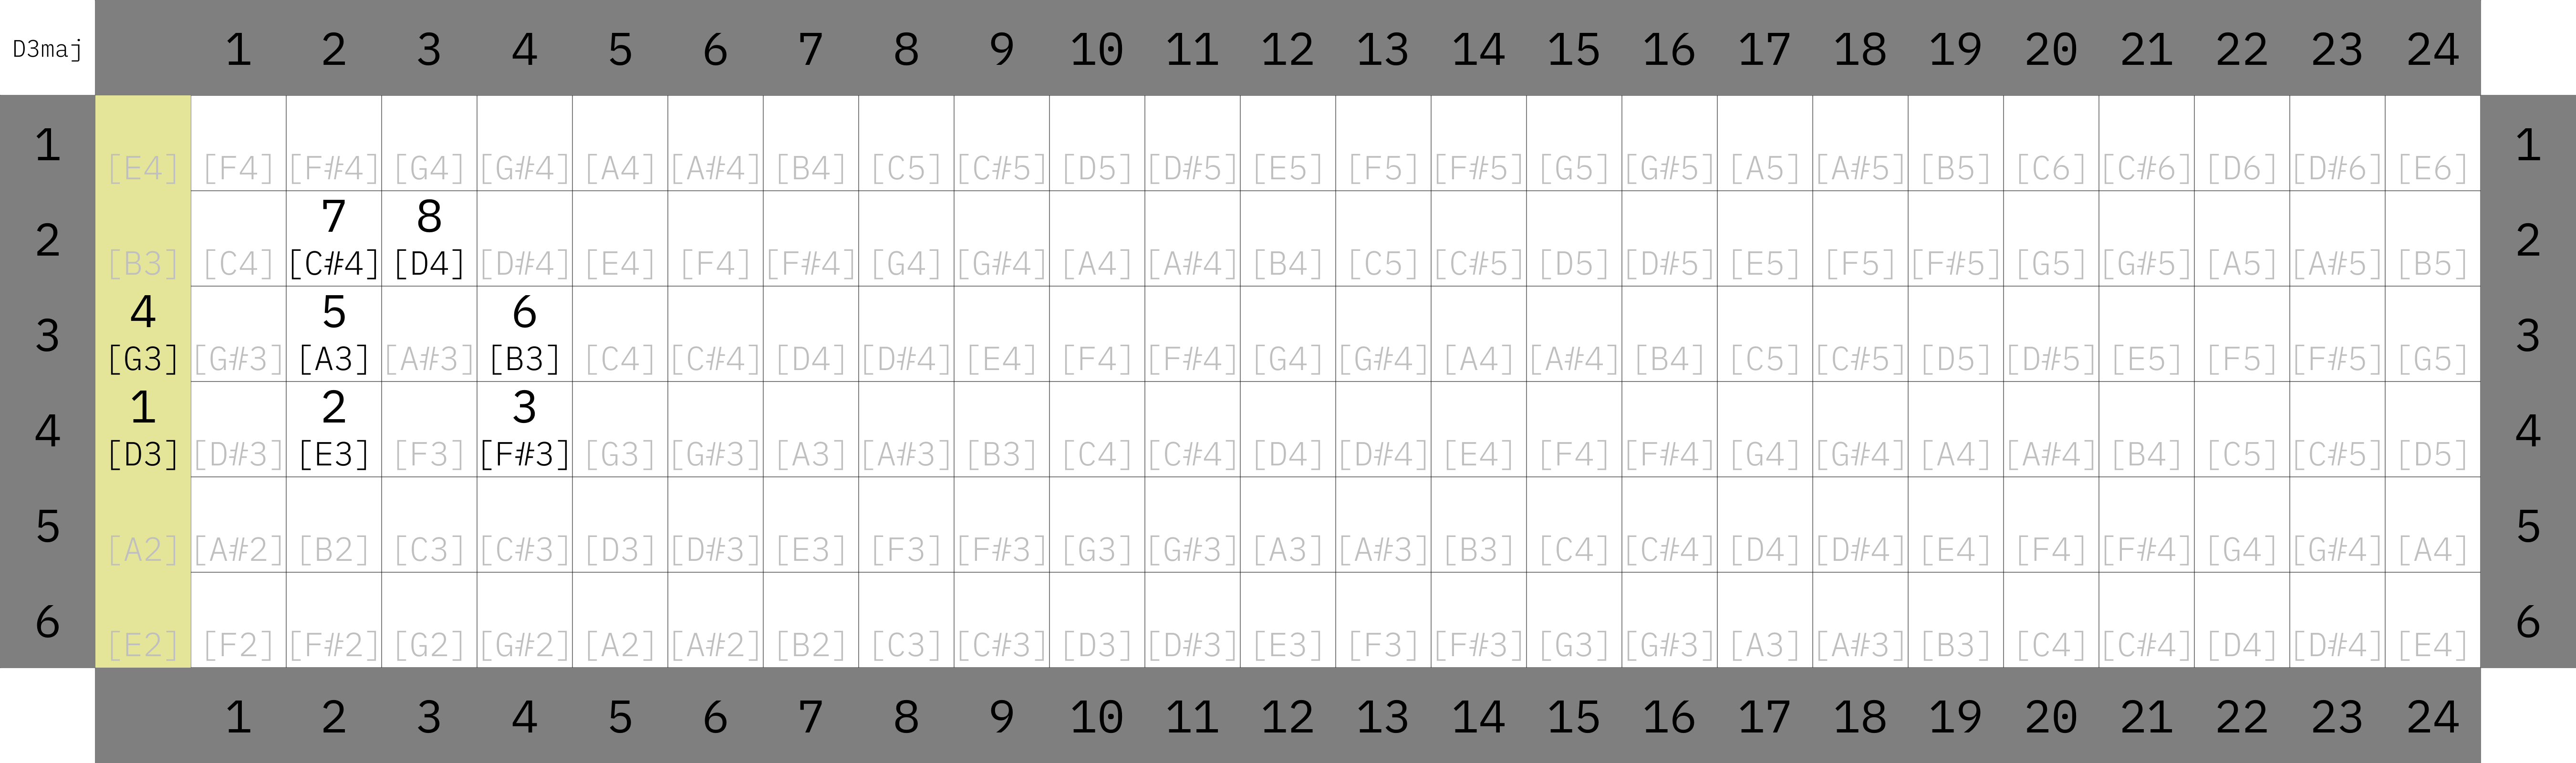 D3maj 1 2 3 4 5 6 7 8 9 10 11 12 13 14 15 16 17 18 19 20 21 22 23 24
1 [E4] [F4] [F#4] [G4] [G#4] [A4] [A#4] [B4] [C5] [C#5] [D5] [D#5] [E5] [F5] [F#5] [G5] [G#5] [A5] [A#5] [B5] [C6] [C#6] [D6] [D#6] [E6] 1
7 8
2 [B3] [C4] [C#4] [D4] [D#4] [E4] [F4] [F#4] [G4] [G#4] [A4] [A#4] [B4] [C5] [C#5] [D5] [D#5] [E5] [F5] [F#5] [G5] [G#5] [A5] [A#5] [B5] 2
4 5 6
3 [G3] [G#3] [A3] [A#3] [B3] [C4] [C#4] [D4] [D#4] [E4] [F4] [F#4] [G4] [G#4] [A4] [A#4] [B4] [C5] [C#5] [D5] [D#5] [E5] [F5] [F#5] [G5] 3
1 2 3
4 [D3] [D#3] [E3] [F3] [F#3] [G3] [G#3] [A3] [A#3] [B3] [C4] [C#4] [D4] [D#4] [E4] [F4] [F#4] [G4] [G#4] [A4] [A#4] [B4] [C5] [C#5] [D5] 4
5 [A2] [A#2] [B2] [C3] [C#3] [D3] [D#3] [E3] [F3] [F#3] [G3] [G#3] [A3] [A#3] [B3] [C4] [C#4] [D4] [D#4] [E4] [F4] [F#4] [G4] [G#4] [A4] 5
6 [E2] [F2] [F#2] [G2] [G#2] [A2] [A#2] [B2] [C3] [C#3] [D3] [D#3] [E3] [F3] [F#3] [G3] [G#3] [A3] [A#3] [B3] [C4] [C#4] [D4] [D#4] [E4] 6
1 2 3 4 5 6 7 8 9 10 11 12 13 14 15 16 17 18 19 20 21 22 23 24